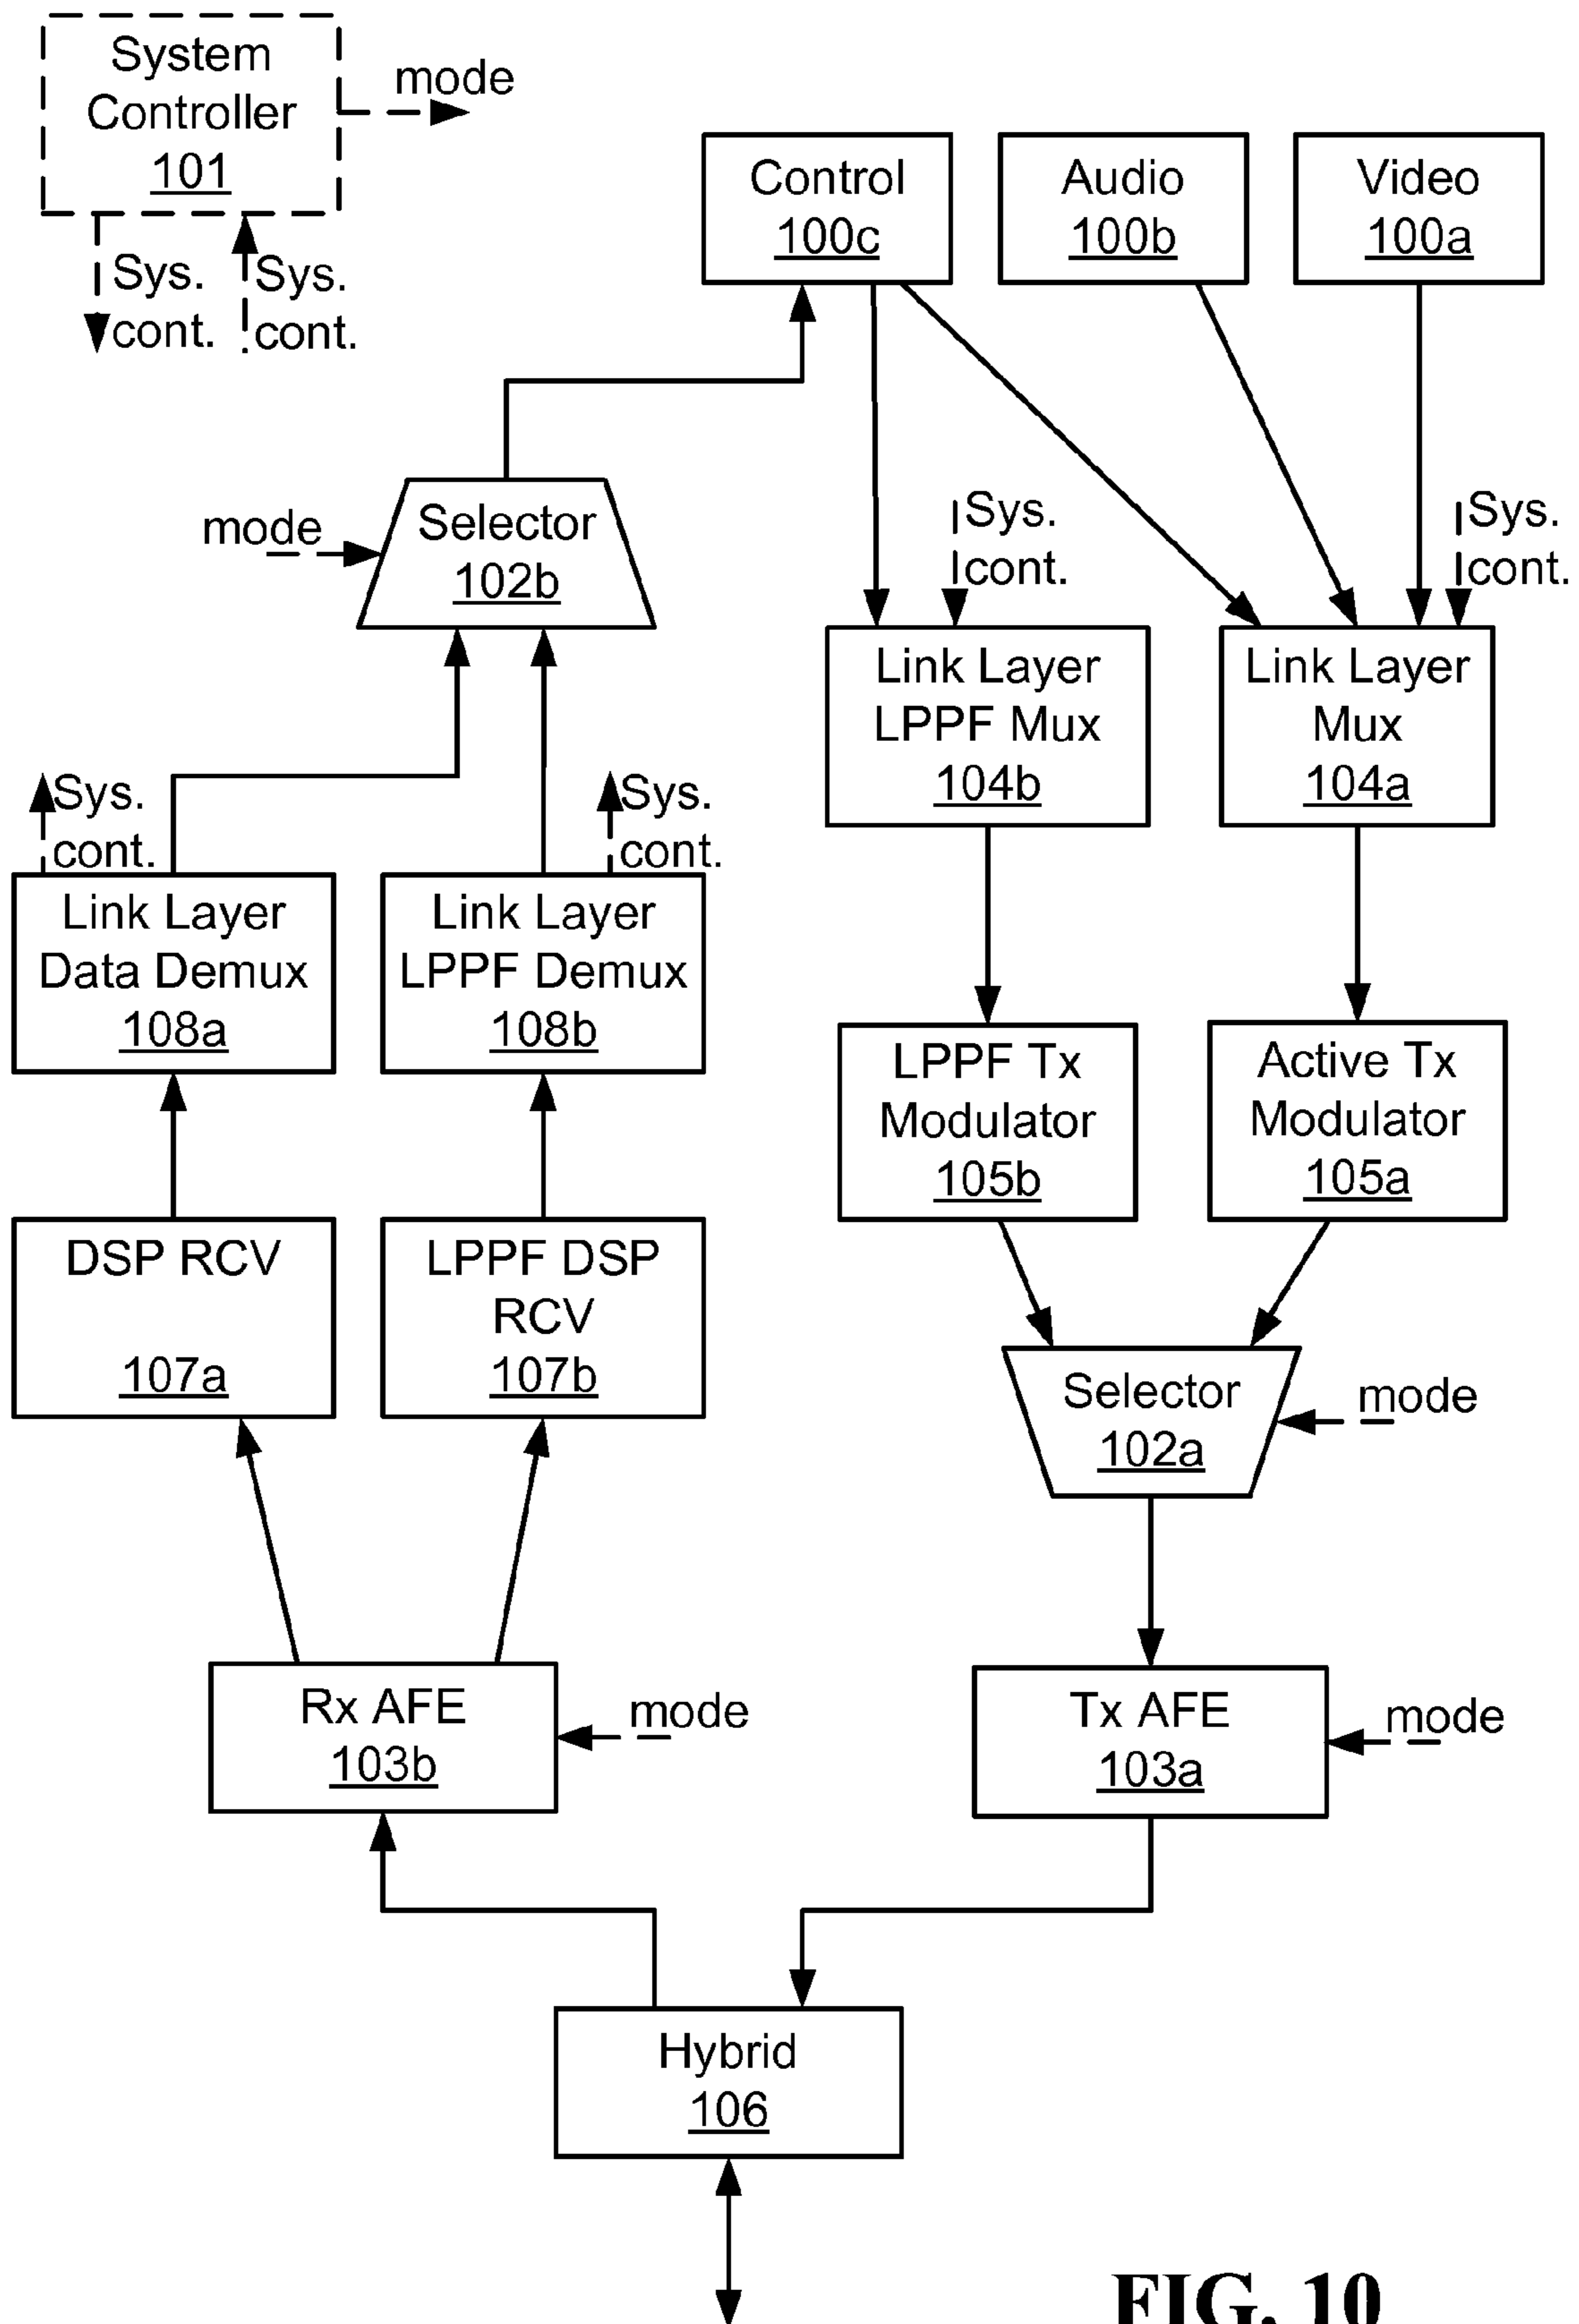 System
Controller
101
mode
Sys.
cont.
Sys.
cont.
Control
100c
Audio
100b
Video
100a
mode
Selector
102b
Sys.
cont.
Sys.
cont.
Link Layer
LPPF Mux
104b
Link Layer
Mux
104a
Sys.
cont.
Sys.
cont.
Link Layer
Data Demux
108a
Link Layer
LPPF Demux
108b
LPPF Tx
Modulator
105b
Active Tx
Modulator
105a
DSP RCV
107a
LPPF DSP
RCV
107b
Selector
102a
mode
Rx AFE
103b
mode
Tx AFE
103a
mode
Hybrid
106
FIG. 10